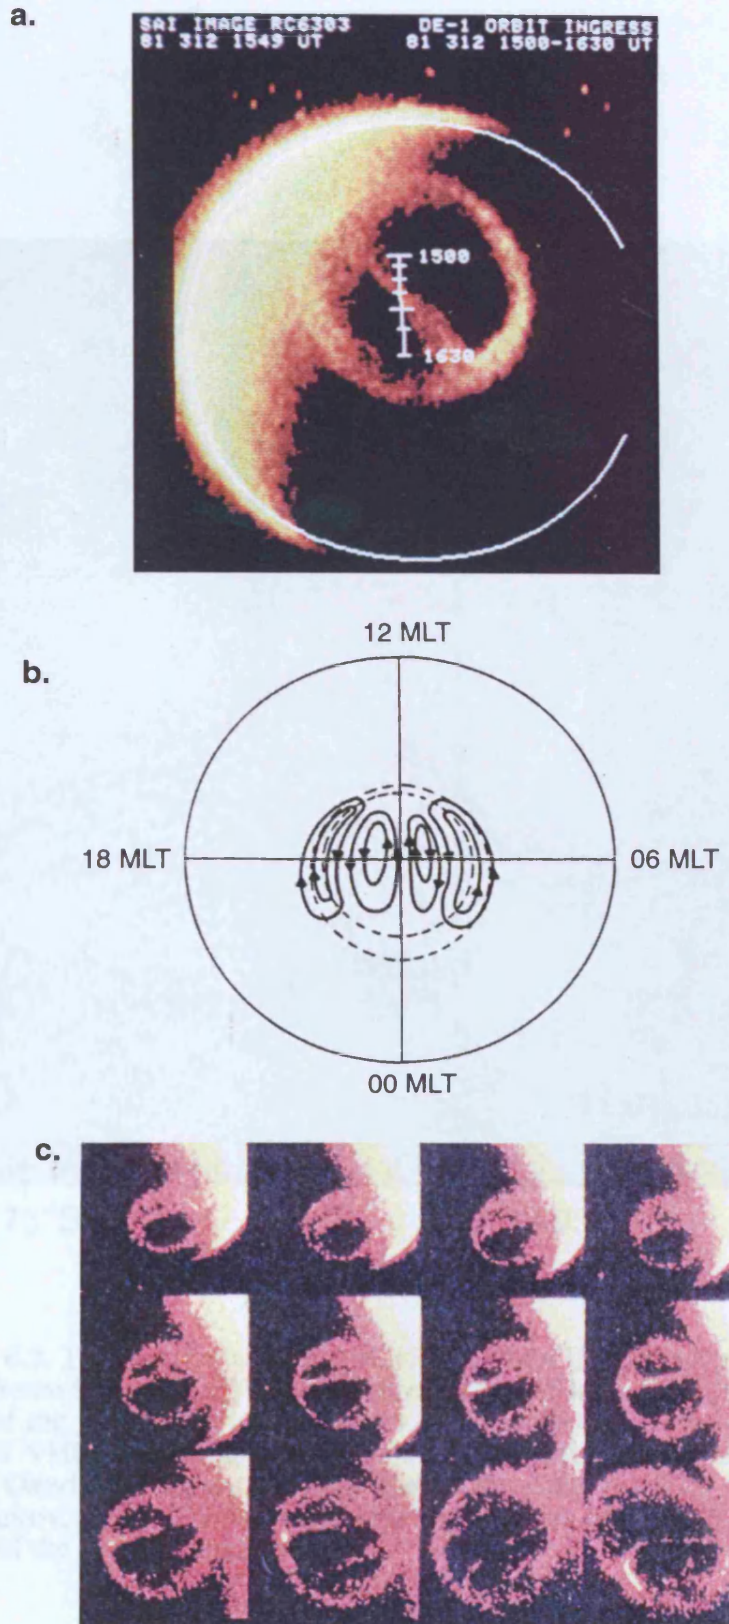 a.
SAI IMAGE RC6303 DE-1 ORBIT INGRESS
81 312 1549 UT 81 312 1500-1630 UT
1500
1630
b.
12 MLT
18 MLT
06 MLT
00 MLT
c.